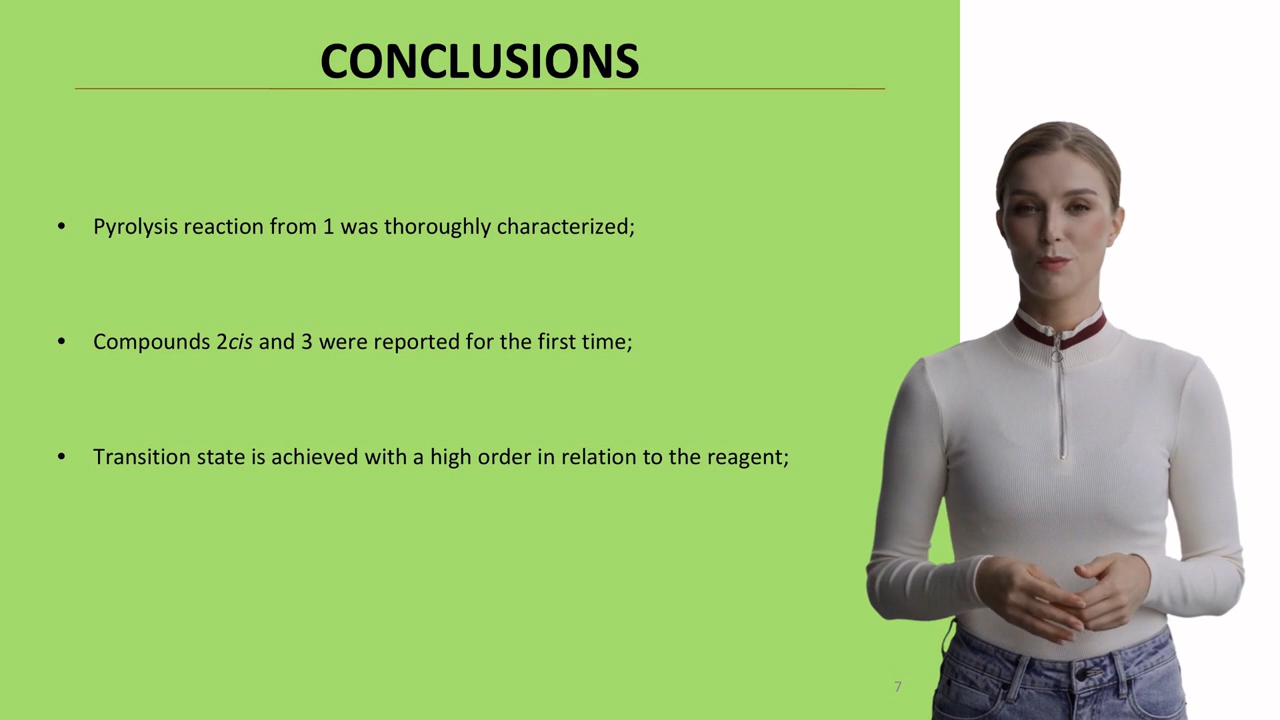 CONCLUSIONS
• Pyrolysis reaction from 1 was thoroughly characterized;
• Compounds 2cis and 3 were reported for the first time;
• Transition state is achieved with a high order in relation to the reagent;
7